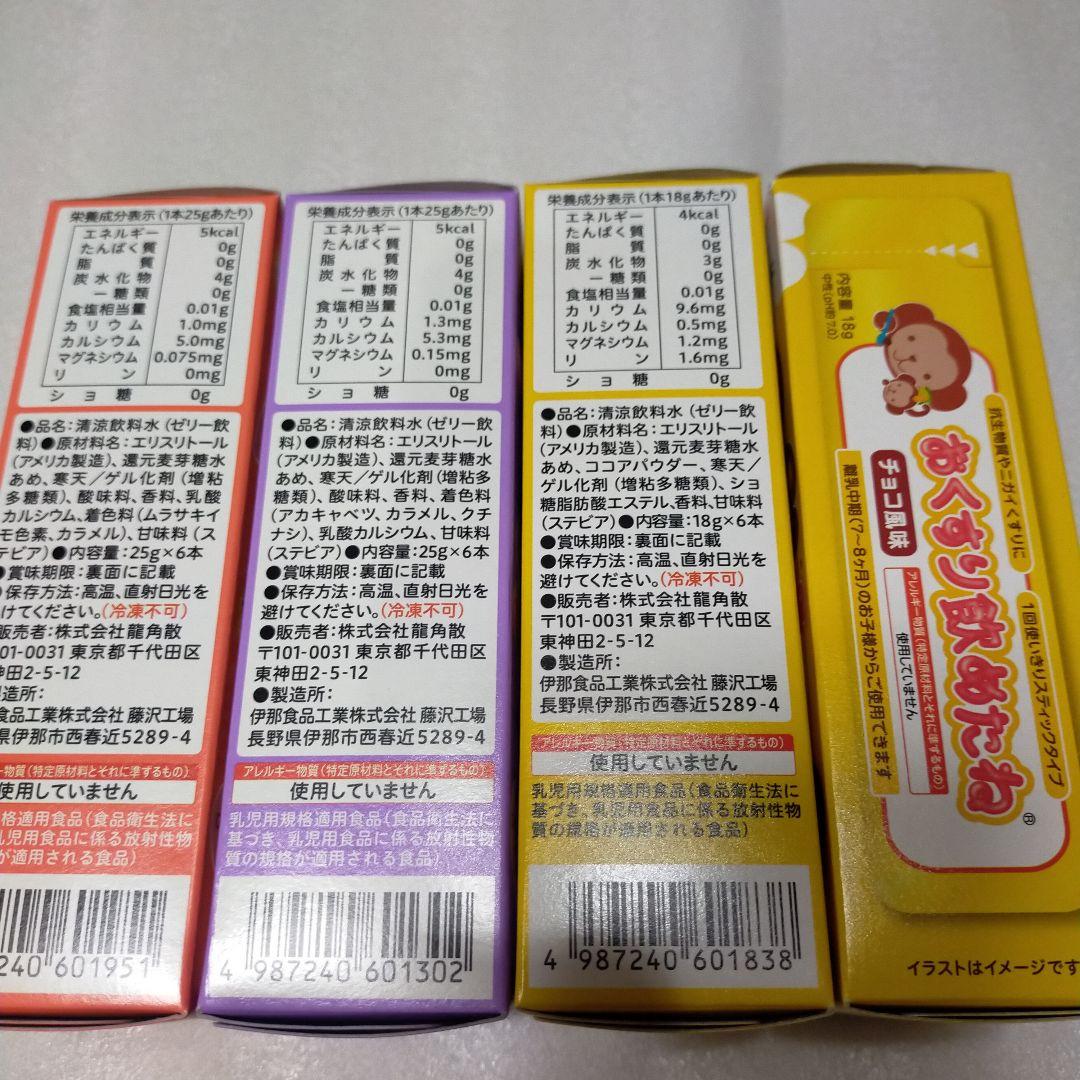 栄養成分表示(1本25gあたり)
エネルギー 5kcal
たんぱく質 0g
脂質 0g
炭水化物 4g
ー糖類 0g
食塩相当量 0.01g
カリウム 1.0mg
カルシウム 5.0mg
マグネシウム 0.075mg
リン 0mg
ショ糖 0g
●品名:清涼飲料水(ゼリー飲
料)●原材料名:エリスリトール
(アメリカ製造)、還元麦芽糖水
あめ、寒天/ゲル化剤(増粘
多糖類)、酸味料、香料、乳酸
カルシウム、着色料(ムラサキイ
モ色素、カラメル)、甘味料(ス
テビア)●内容量:25g×6本
●賞味期限:裏面に記載
保存方法:高温、直射日光を
けてください。(冷凍不可)
販売者:株式会社龍角散
101-0031 東京都千代田区
神田2-5-12
造所:
食品工業株式会社 藤沢工場
県伊那市西春近5289-4
ー物質(特定原材料とそれに準ずるもの)
使用していません
格適用食品(食品衛生法に
乳児用食品に係る放射性物
が適用される食品)
240 601951
栄養成分表示(1本25gあたり)
エネルギー 5kcal
たんぱく質 0g
脂質 0g
炭水化物 4g
ー糖類 0g
食塩相当量 0.01g
カリウム 1.3mg
カルシウム 5.3mg
マグネシウム 0.15mg
リン 0mg
ショ糖 0g
●品名:清涼飲料水(ゼリー飲
料)●原材料名:エリスリトール
(アメリカ製造)、還元麦芽糖水
あめ、寒天/ゲル化剤(増粘多
糖類)、酸味料、香料、着色料
(アカキャベツ、カラメル、クチ
ナシ)、乳酸カルシウム、甘味料
(ステビア)●内容量:25g×6本
●賞味期限:裏面に記載
●保存方法:高温、直射日光を
避けてください。(冷凍不可)
●販売者:株式会社龍角散
〒101-0031 東京都千代田区
東神田2-5-12
●製造所:
伊那食品工業株式会社 藤沢工場
長野県伊那市西春近5289-4
アレルギー物質(特定原材料とそれに準ずるもの)
使用していません
乳児用規格適用食品(食品衛生法に
基づき、乳児用食品に係る放射性物
質の規格が適用される食品)
4 987240 601302
栄養成分表示(1本18gあたり)
エネルギー 4kcal
たんぱく質 0g
脂質 0g
炭水化物 3g
ー糖類 0g
食塩相当量 0.01g
カリウム 9.6mg
カルシウム 0.5mg
マグネシウム 1.2mg
リン 1.6mg
ショ糖 0g
●品名:清涼飲料水(ゼリー飲
料)●原材料名:エリスリトール
(アメリカ製造)、還元麦芽糖水
あめ、ココアパウダー、寒天/
ゲル化剤(増粘多糖類)、ショ
糖脂肪酸エステル、香料、甘味料
(ステビア)●内容量:18g×6本
●賞味期限:裏面に記載
●保存方法:高温、直射日光を
避けてください。(冷凍不可)
●販売者:株式会社龍角散
〒101-0031 東京都千代田区
東神田2-5-12
●製造所:
伊那食品工業株式会社 藤沢工場
長野県伊那市西春近5289-4
アレルギー物質(特定原材料とそれに準ずるもの)
使用していません
乳児用規格適用食品(食品衛生法に
基づき、乳児用食品に係る放射性物
質の規格が適用される食品)
4 987240 601838
抗生物質やニガイくすりに
1回使いきりスティックタイプ
おくすり飲めたね®
チョコ風味
アレルギー物質(特定原材料とそれに準ずるもの)
使用していません
離乳中期(7～8ヶ月)のお子様からご使用できます
内容量 18g
中性(pH約7.0)
イラストはイメージです